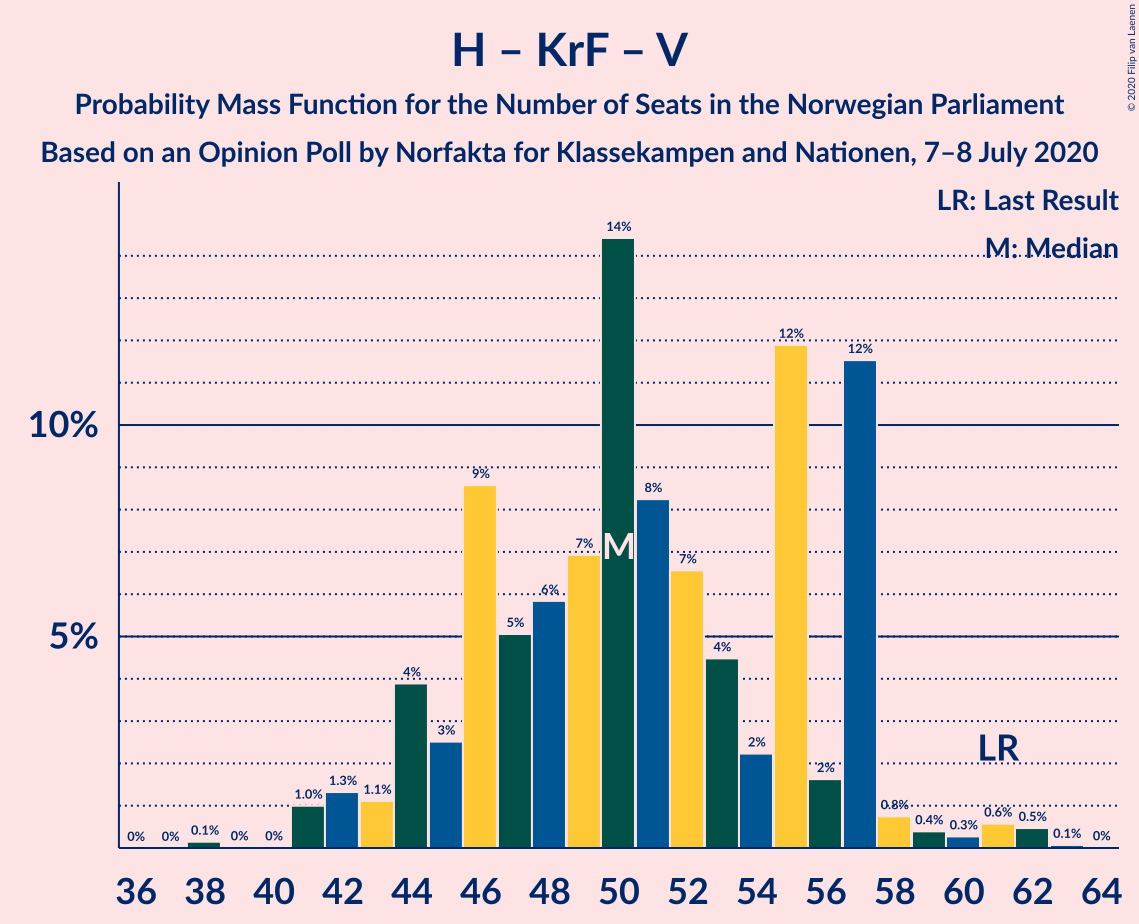 H – KrF – V
Probability Mass Function for the Number of Seats in the Norwegian Parliament
Based on an Opinion Poll by Norfakta for Klassekampen and Nationen, 7–8 July 2020
© 2020 Filip van Laenen
LR: Last Result
M: Median
10%
5%
0% 0% 0.1% 0% 0% 1.0% 1.3% 1.1% 4% 3% 9% 5% 6% 7% 14% 8% 7% 4% 2% 12% 2% 12% 0.8% 0.4% 0.3% 0.6% 0.5% 0.1% 0%
M
LR
36 38 40 42 44 46 48 50 52 54 56 58 60 62 64